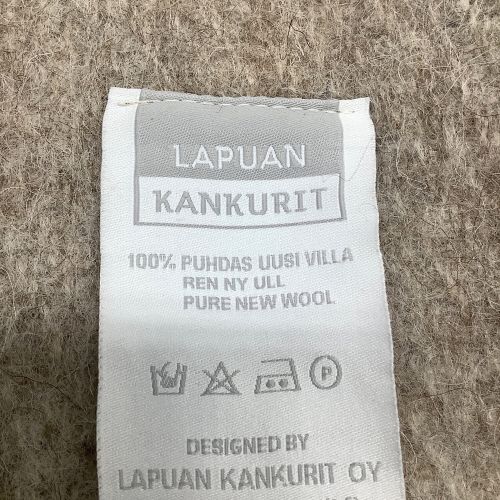 LAPUAN
KANKURIT
100% PUHDAS UUSI VILLA
REN NY ULL
PURE NEW WOOL
P
DESIGNED BY
LAPUAN KANKURIT OY